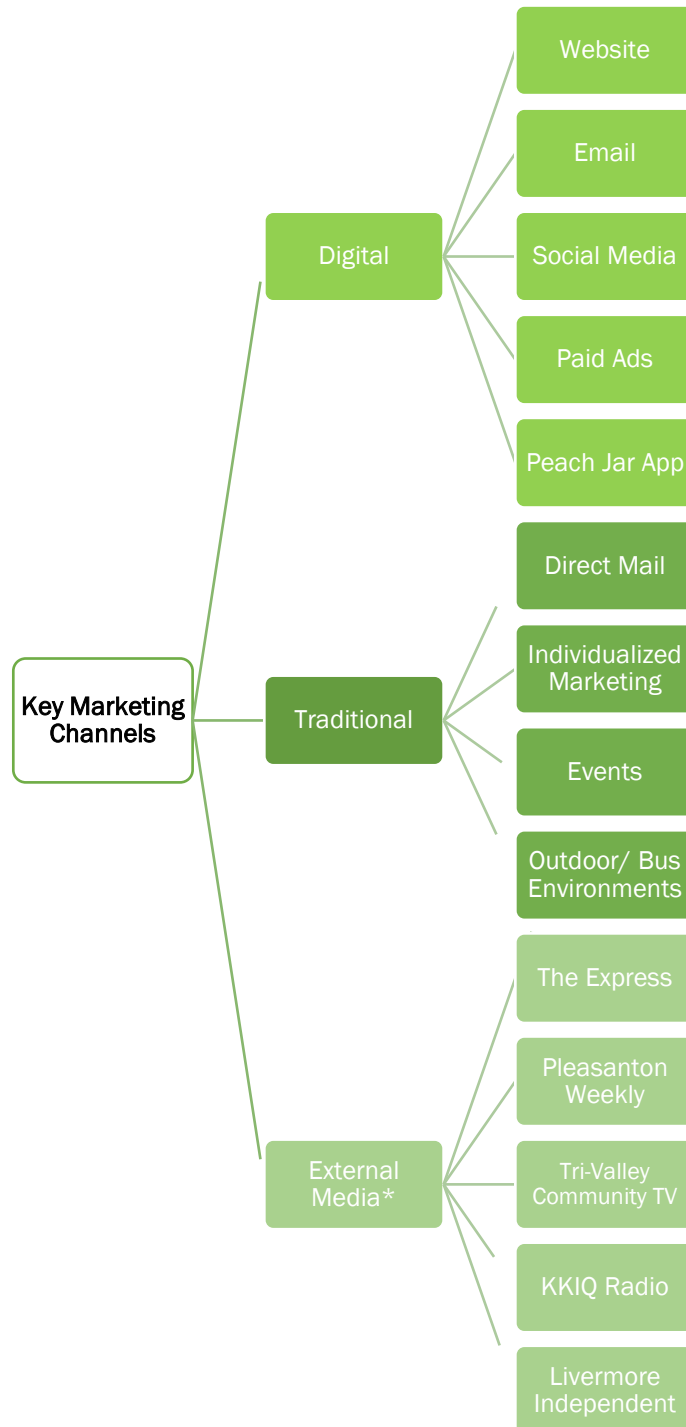 Website
Email
Digital
Social Media
Paid Ads
Peach Jar App
Direct Mail
Key Marketing
Channels
Traditional
Individualized
Marketing
Events
Outdoor/ Bus
Environments
The Express
Pleasanton
Weekly
External
Media*
Tri-Valley
Community TV
KKIQ Radio
Livermore
Independent